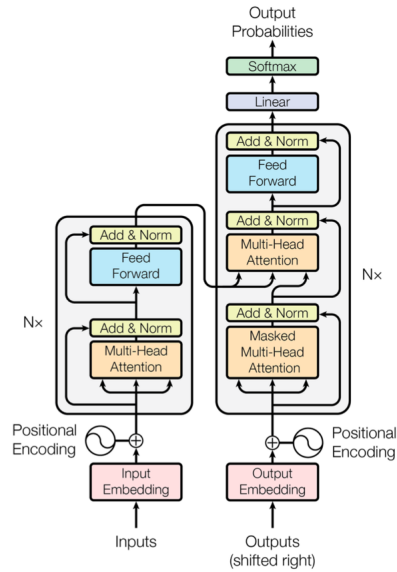 Output
Probabilities
Softmax
Linear
Add & Norm
Feed
Forward
Add & Norm
Multi-Head
Attention
Add & Norm
Masked
Multi-Head
Attention
N×
Positional
Encoding
Output
Embedding
Outputs
(shifted right)
Add & Norm
Feed
Forward
Add & Norm
Multi-Head
Attention
N×
Positional
Encoding
Input
Embedding
Inputs